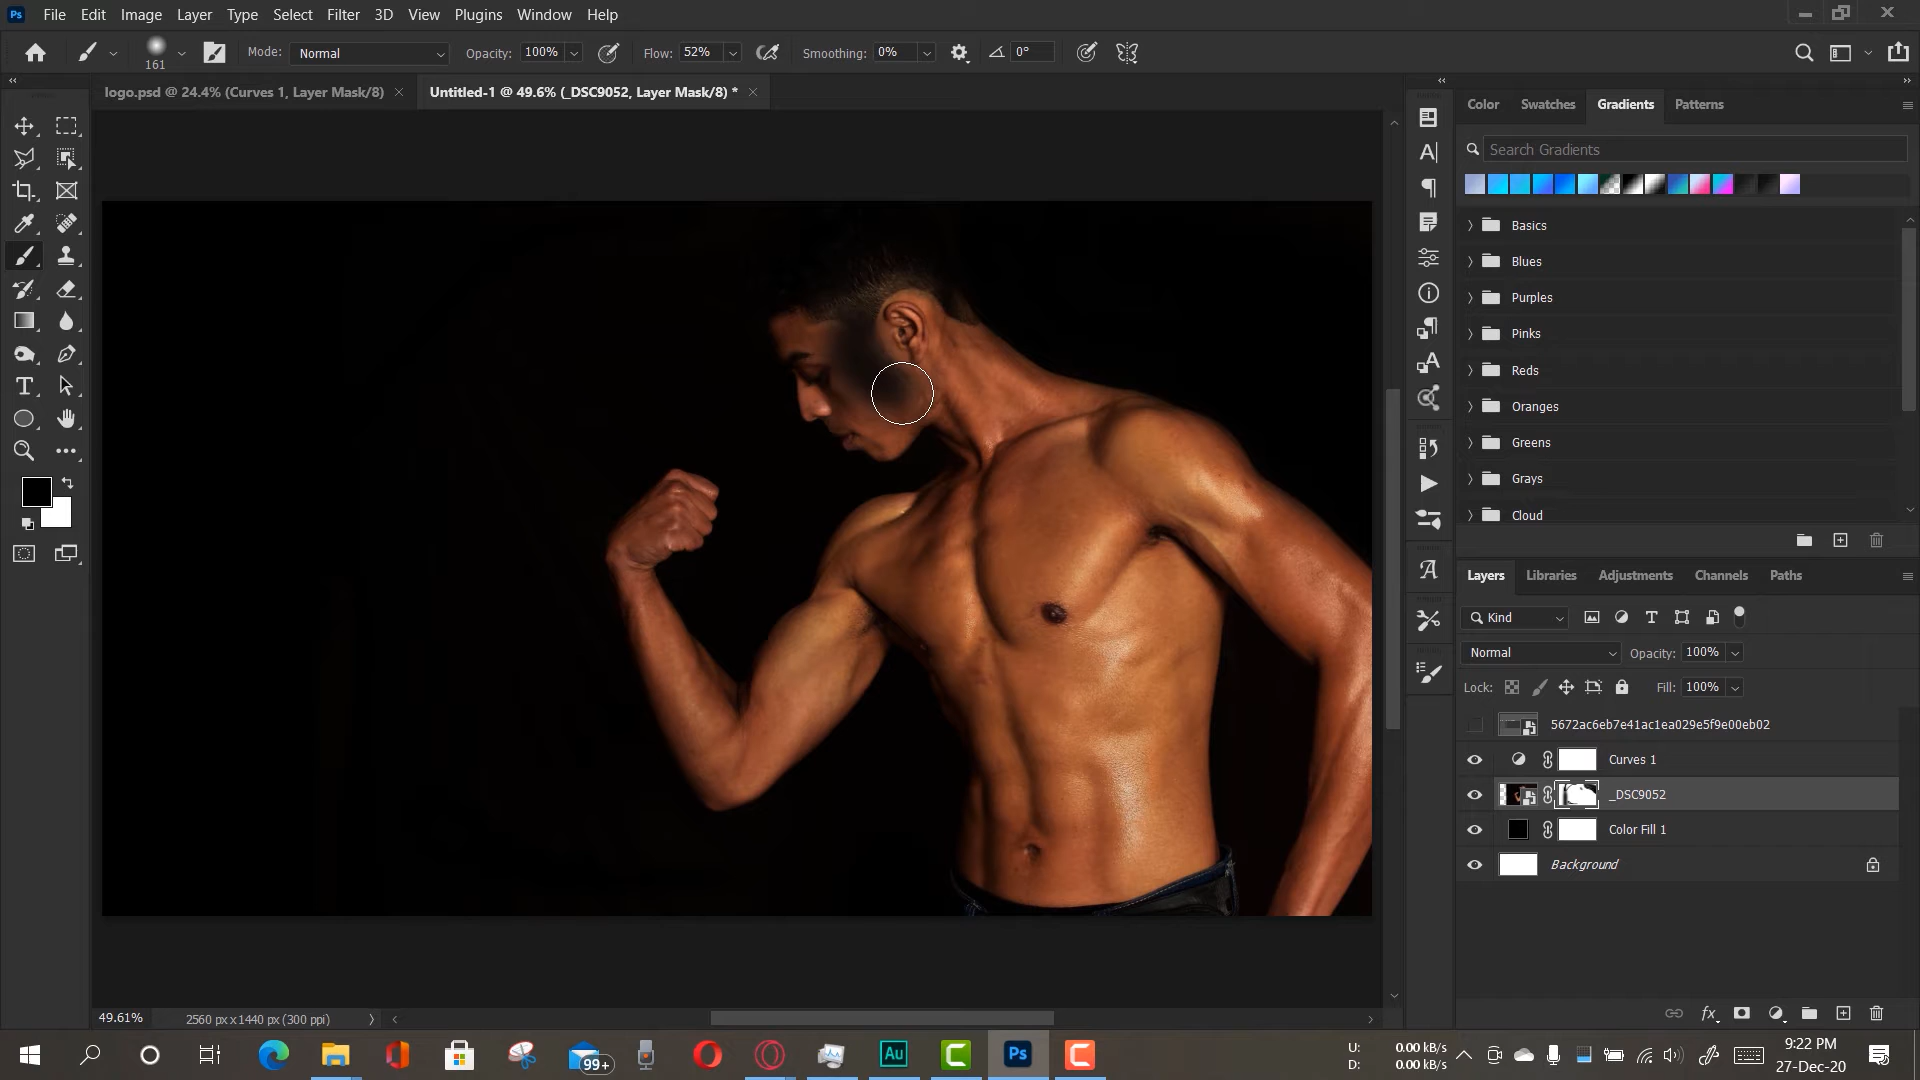 Ps File Edit Image Layer Type Select Filter 3D View Plugins Window Help
161 Mode: Normal Opacity: 100% Flow: 52% Smoothing: 0% 0°
logo.psd @ 24.4% (Curves 1, Layer Mask/8) × Untitled-1 @ 49.6% (_DSC9052, Layer Mask/8) * ×
Color Swatches Gradients Patterns
Search Gradients
Basics
Blues
Purples
Pinks
Reds
Oranges
Greens
Grays
Cloud
Layers Libraries Adjustments Channels Paths
Kind
Normal Opacity: 100%
Lock: Fill: 100%
5672ac6eb7e41ac1ea029e5f9e00eb02
Curves 1
_DSC9052
Color Fill 1
Background
fx
49.61% 2560 px x 1440 px (300 ppi)
99+ Au C Ps C
U: 0.00 kB/s
D: 0.00 kB/s
9:22 PM
27-Dec-20